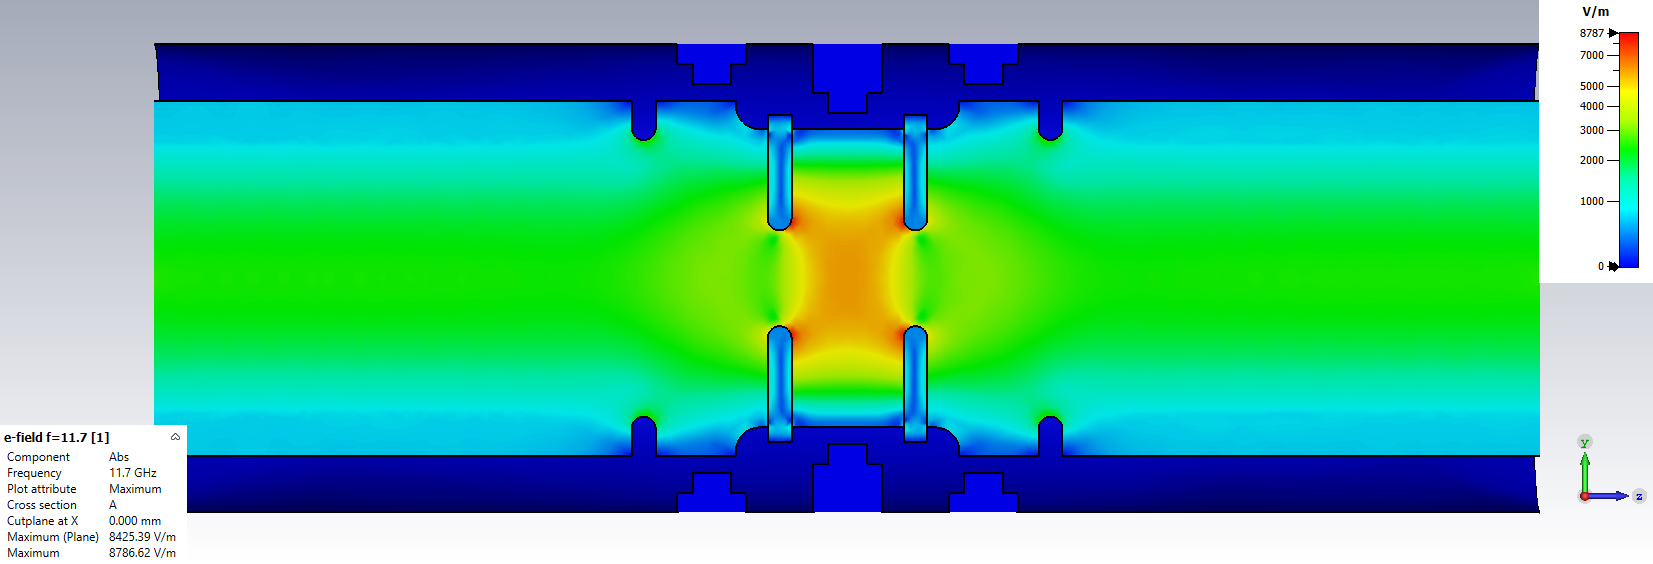 V/m
8787
7000
5000
4000
3000
2000
1000
0
e-field f=11.7 [1]
Component Abs
Frequency 11.7 GHz
Plot attribute Maximum
Cross section A
Cutplane at X 0.000 mm
Maximum (Plane) 8425.39 V/m
Maximum 8786.62 V/m
y
z